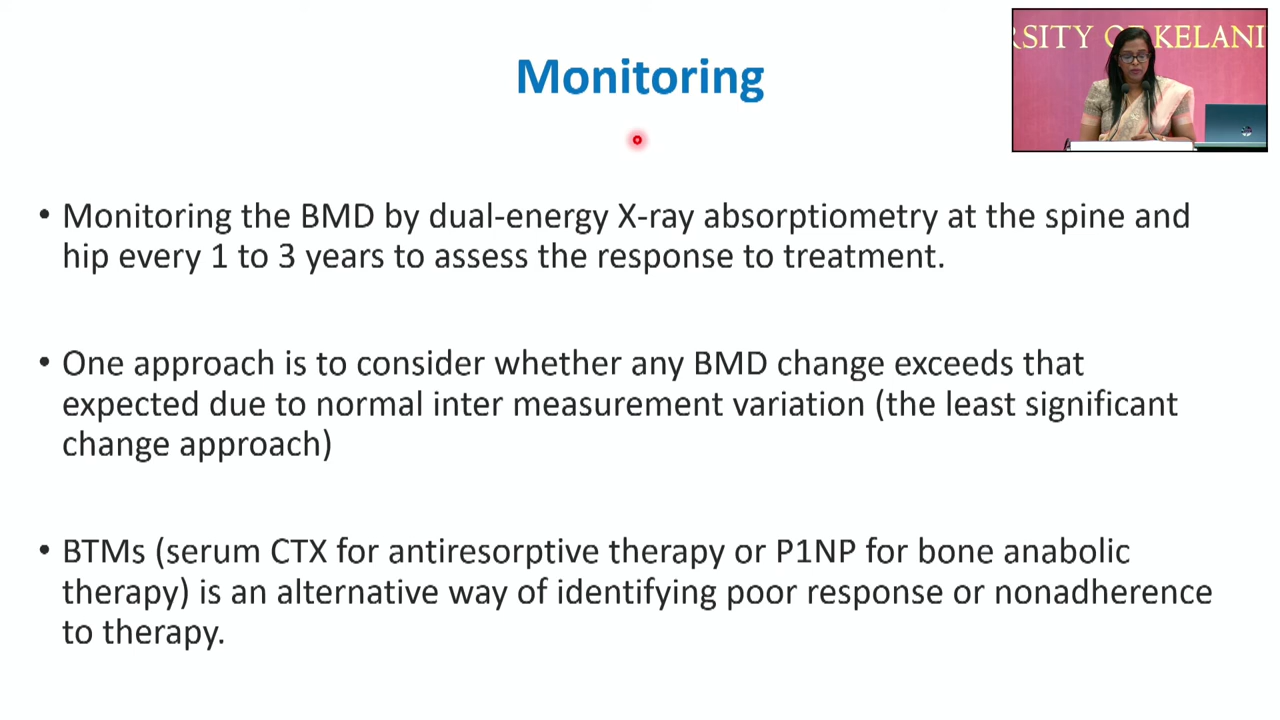 RSITY OF KELANI
Monitoring
• Monitoring the BMD by dual-energy X-ray absorptiometry at the spine and
hip every 1 to 3 years to assess the response to treatment.
• One approach is to consider whether any BMD change exceeds that
expected due to normal inter measurement variation (the least significant
change approach)
• BTMs (serum CTX for antiresorptive therapy or P1NP for bone anabolic
therapy) is an alternative way of identifying poor response or nonadherence
to therapy.